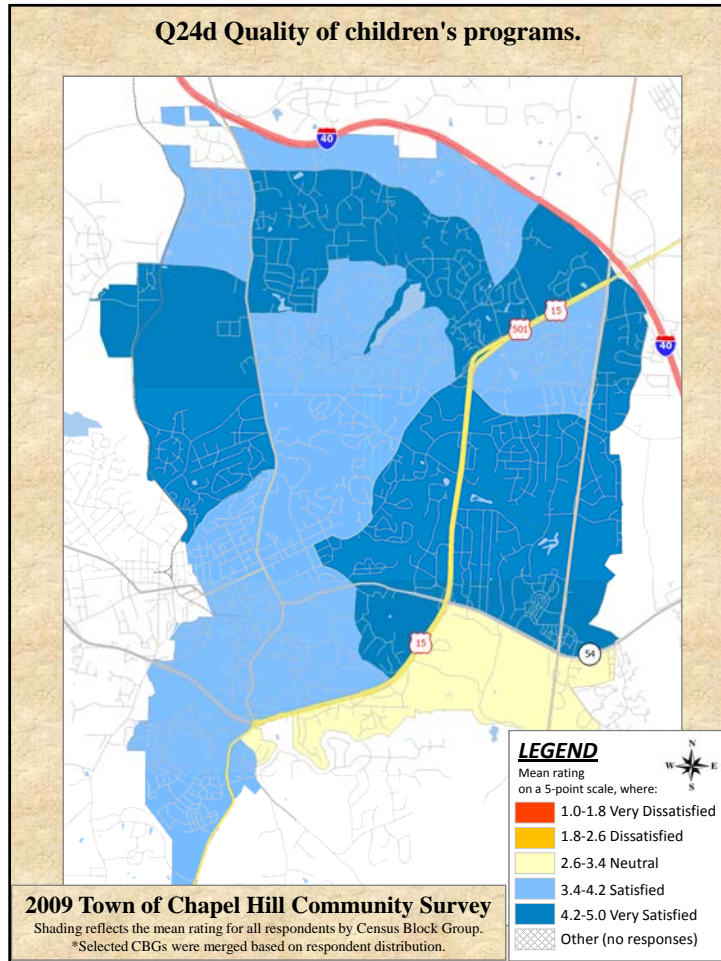 Q24d Quality of children's programs.
40
15
501
40
15
54
LEGEND
Mean rating
on a 5-point scale, where:
N
W E
S
1.0-1.8 Very Dissatisfied
1.8-2.6 Dissatisfied
2.6-3.4 Neutral
3.4-4.2 Satisfied
4.2-5.0 Very Satisfied
Other (no responses)
2009 Town of Chapel Hill Community Survey
Shading reflects the mean rating for all respondents by Census Block Group.
*Selected CBGs were merged based on respondent distribution.